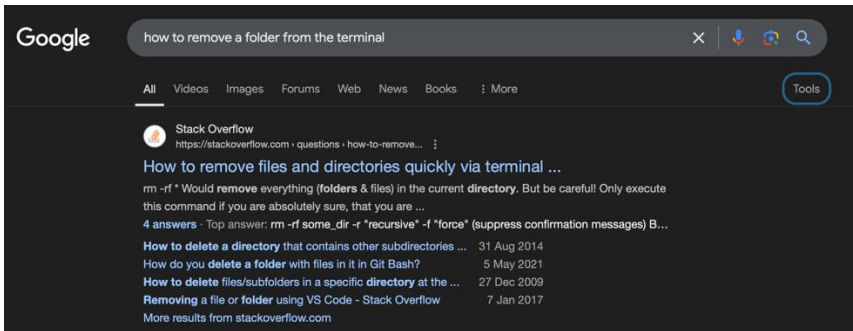 Google
how to remove a folder from the terminal
All Videos Images Forums Web News Books More Tools
Stack Overflow
https://stackoverflow.com › questions › how-to-remove...
How to remove files and directories quickly via terminal ...
rm -rf * Would remove everything (folders & files) in the current directory. But be careful! Only execute
this command if you are absolutely sure, that you are ...
4 answers · Top answer: rm -rf some_dir -r "recursive" -f "force" (suppress confirmation messages) B...
How to delete a directory that contains other subdirectories ... 31 Aug 2014
How do you delete a folder with files in it in Git Bash? 5 May 2021
How to delete files/subfolders in a specific directory at the ... 27 Dec 2009
Removing a file or folder using VS Code - Stack Overflow 7 Jan 2017
More results from stackoverflow.com